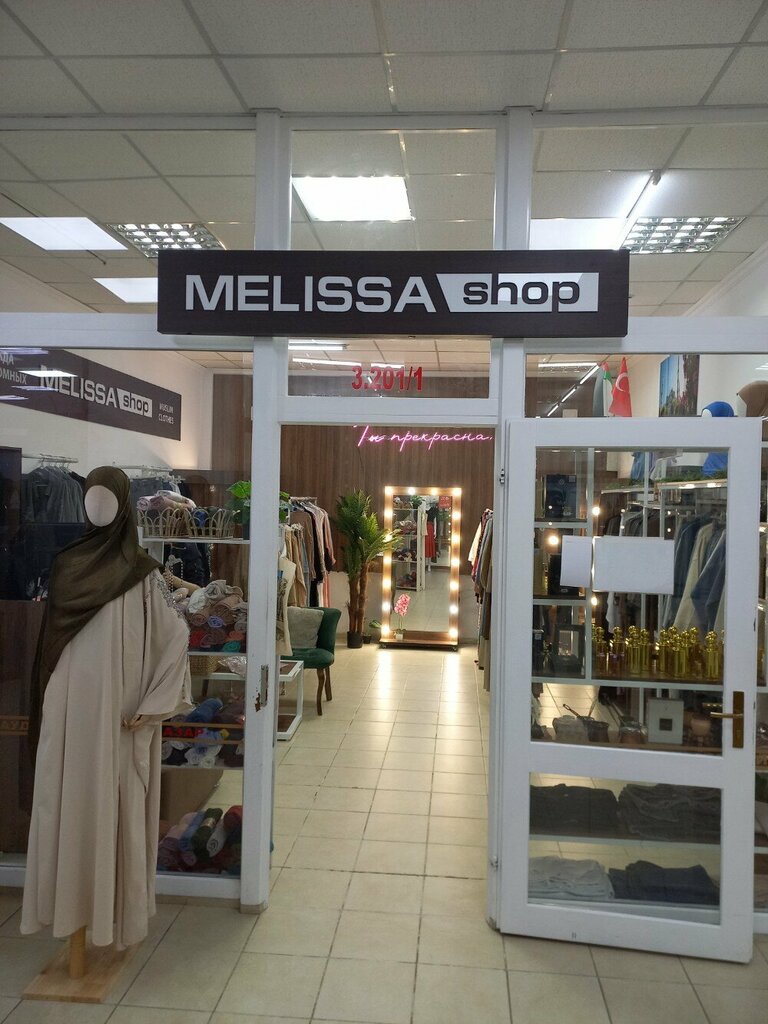 MELISSA shop
3.201/1
Ты прекрасна.
MELISSA shop
MUSLIM
CLOTHES